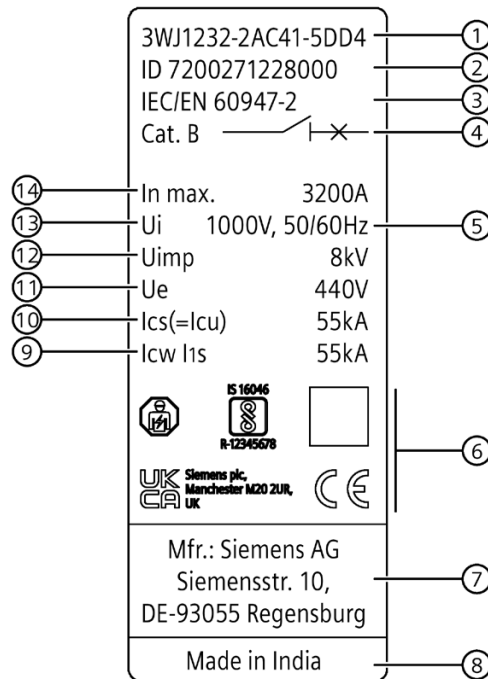 3WJ1232-2AC41-5DD4 1
ID 7200271228000 2
IEC/EN 60947-2 3
Cat. B 4
14 In max. 3200A
13 Ui 1000V, 50/60Hz 5
12 Uimp 8kV
11 Ue 440V
10 Ics(=Icu) 55kA
9 Icw I1s 55kA
IS 16046
R-12345678
6
UK
CA
Siemens plc,
Manchester M20 2UR,
UK
CE
Mfr.: Siemens AG
Siemensstr. 10, 7
DE-93055 Regensburg
Made in India 8